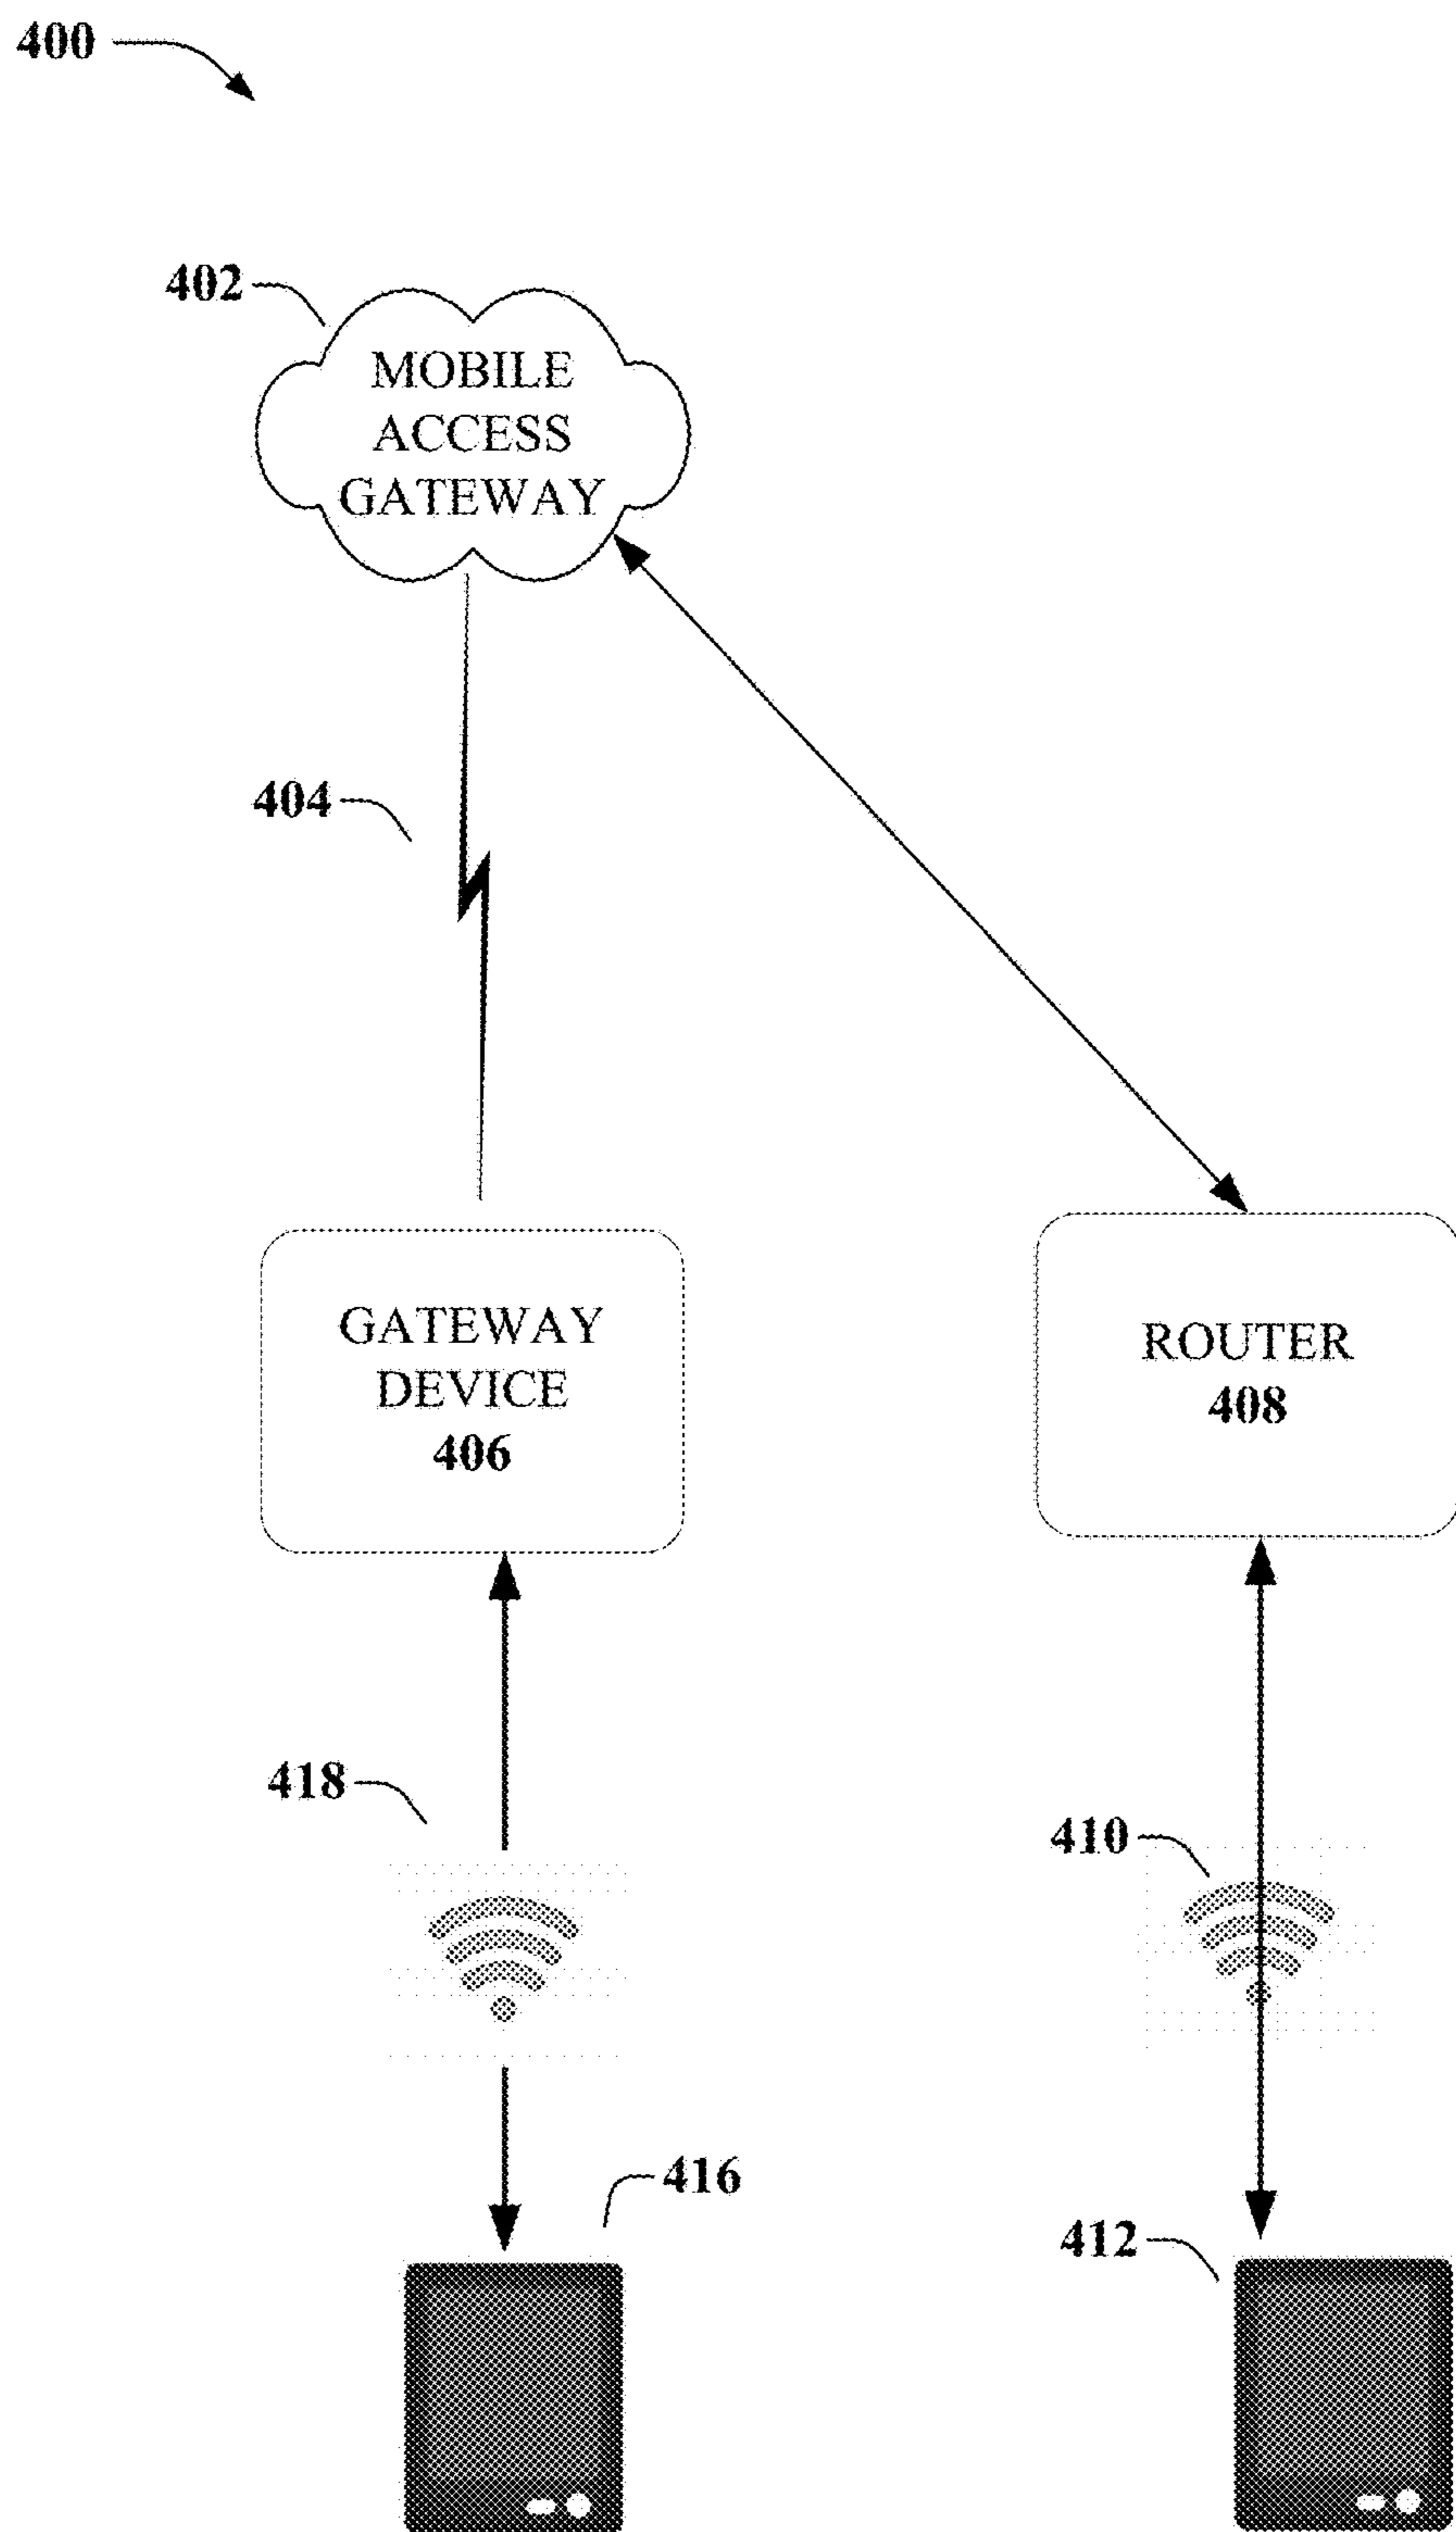 400
402
MOBILE
ACCESS
GATEWAY
404
GATEWAY
DEVICE
406
ROUTER
408
418
410
416
412